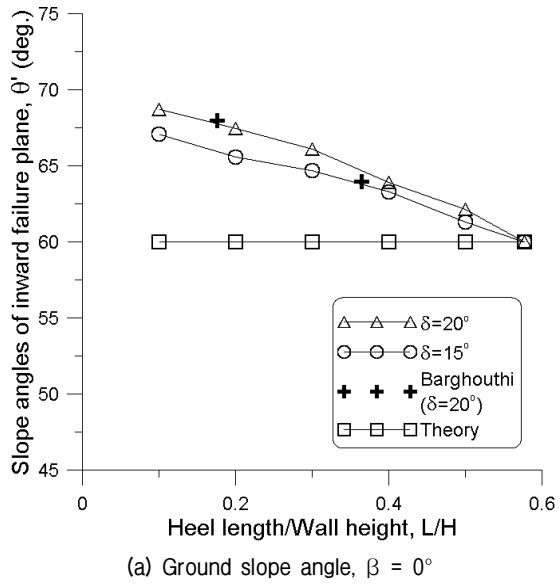 75
70
65
60
55
50
45
0
0.2
0.4
0.6
Slope angles of inward failure plane, θ' (deg.)
Heel length/Wall height, L/H
δ=20°
δ=15°
Barghouthi
(δ=20°)
Theory
(a) Ground slope angle, β = 0°